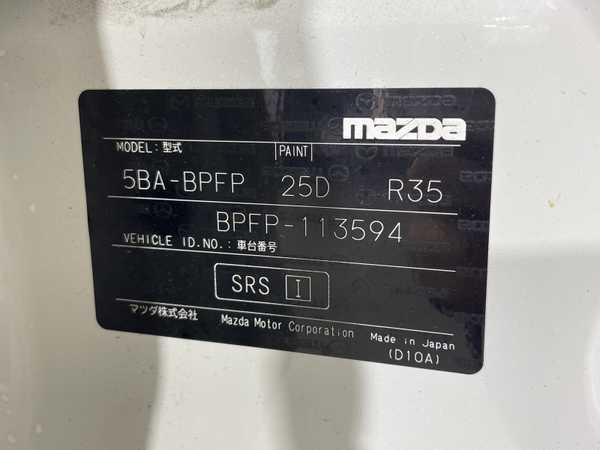 mazda
MODEL: 型式 |PAINT|
5BA-BPFP 25D R35
BPFP-113594
VEHICLE ID.NO.: 車台番号
SRS I
マツダ株式会社 Mazda Motor Corporation Made in Japan
(D10A)